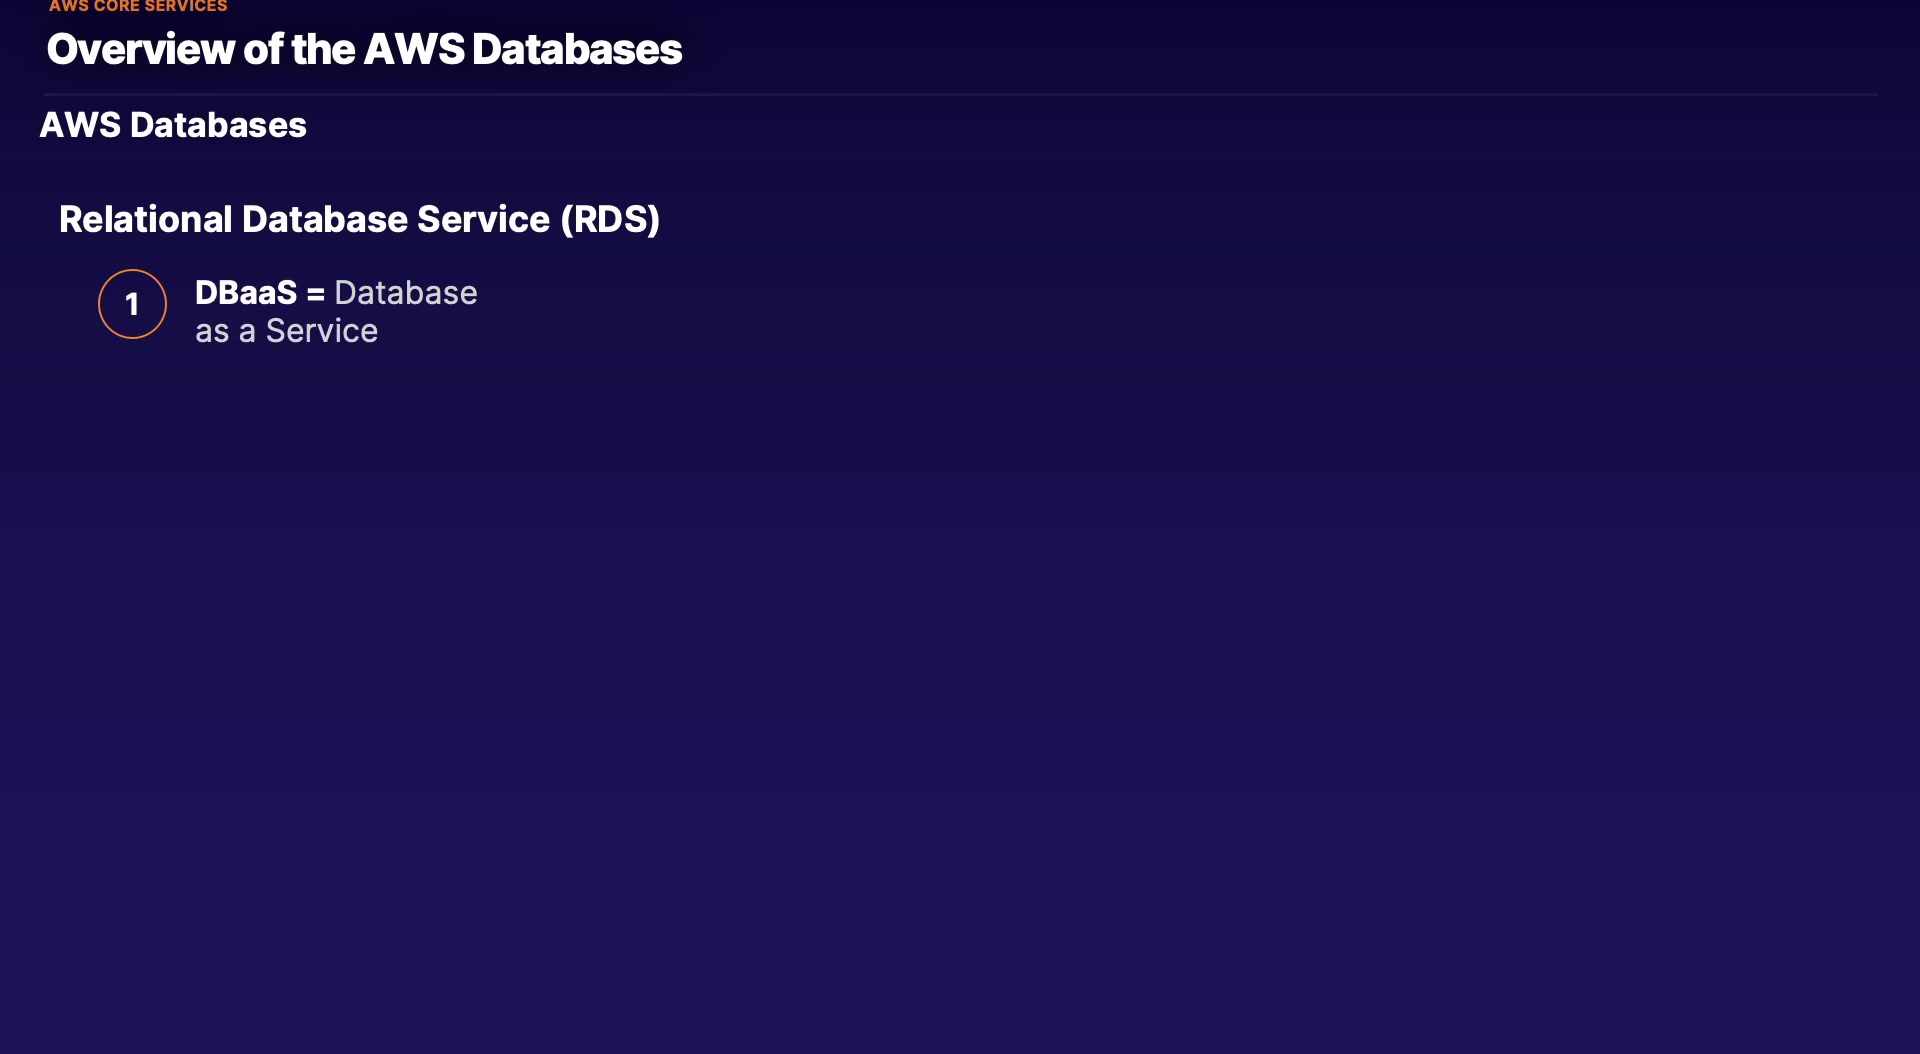 AWS CORE SERVICES
Overview of the AWS Databases
AWS Databases
Relational Database Service (RDS)
1
DBaaS = Database
as a Service